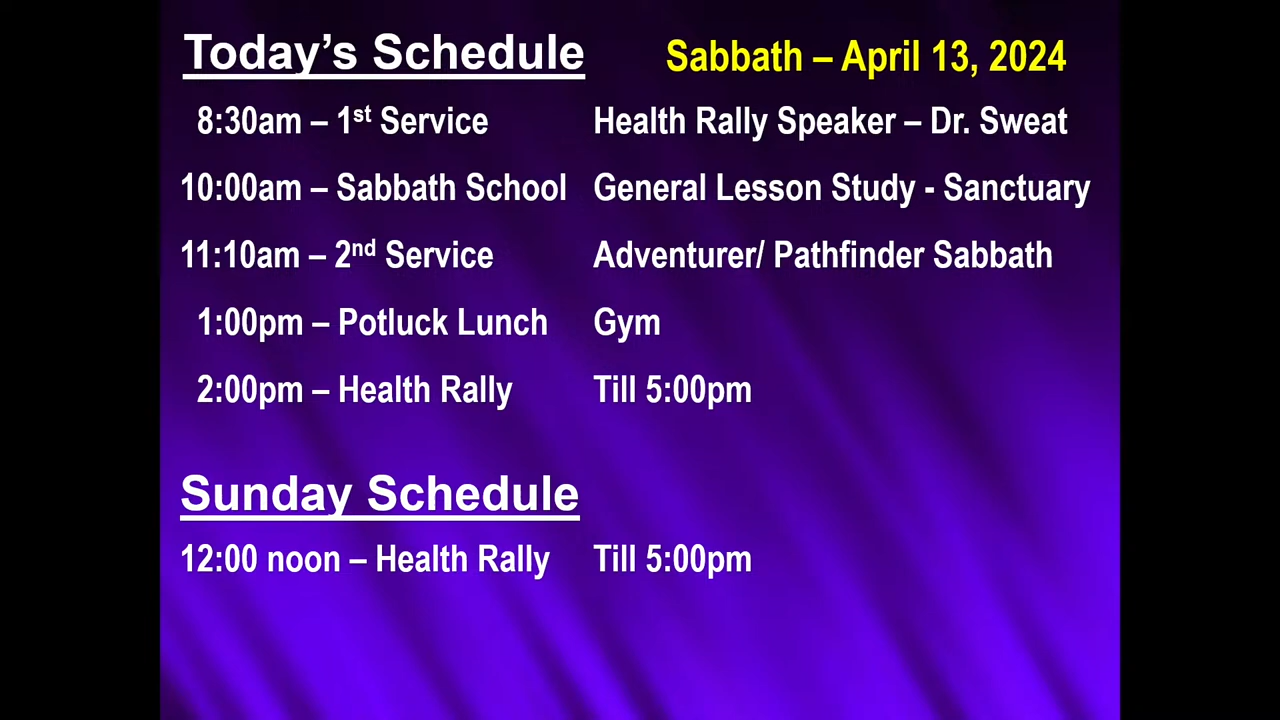 Today's Schedule Sabbath – April 13, 2024
8:30am – 1st Service Health Rally Speaker – Dr. Sweat
10:00am – Sabbath School General Lesson Study - Sanctuary
11:10am – 2nd Service Adventurer/ Pathfinder Sabbath
1:00pm – Potluck Lunch Gym
2:00pm – Health Rally Till 5:00pm
Sunday Schedule
12:00 noon – Health Rally Till 5:00pm